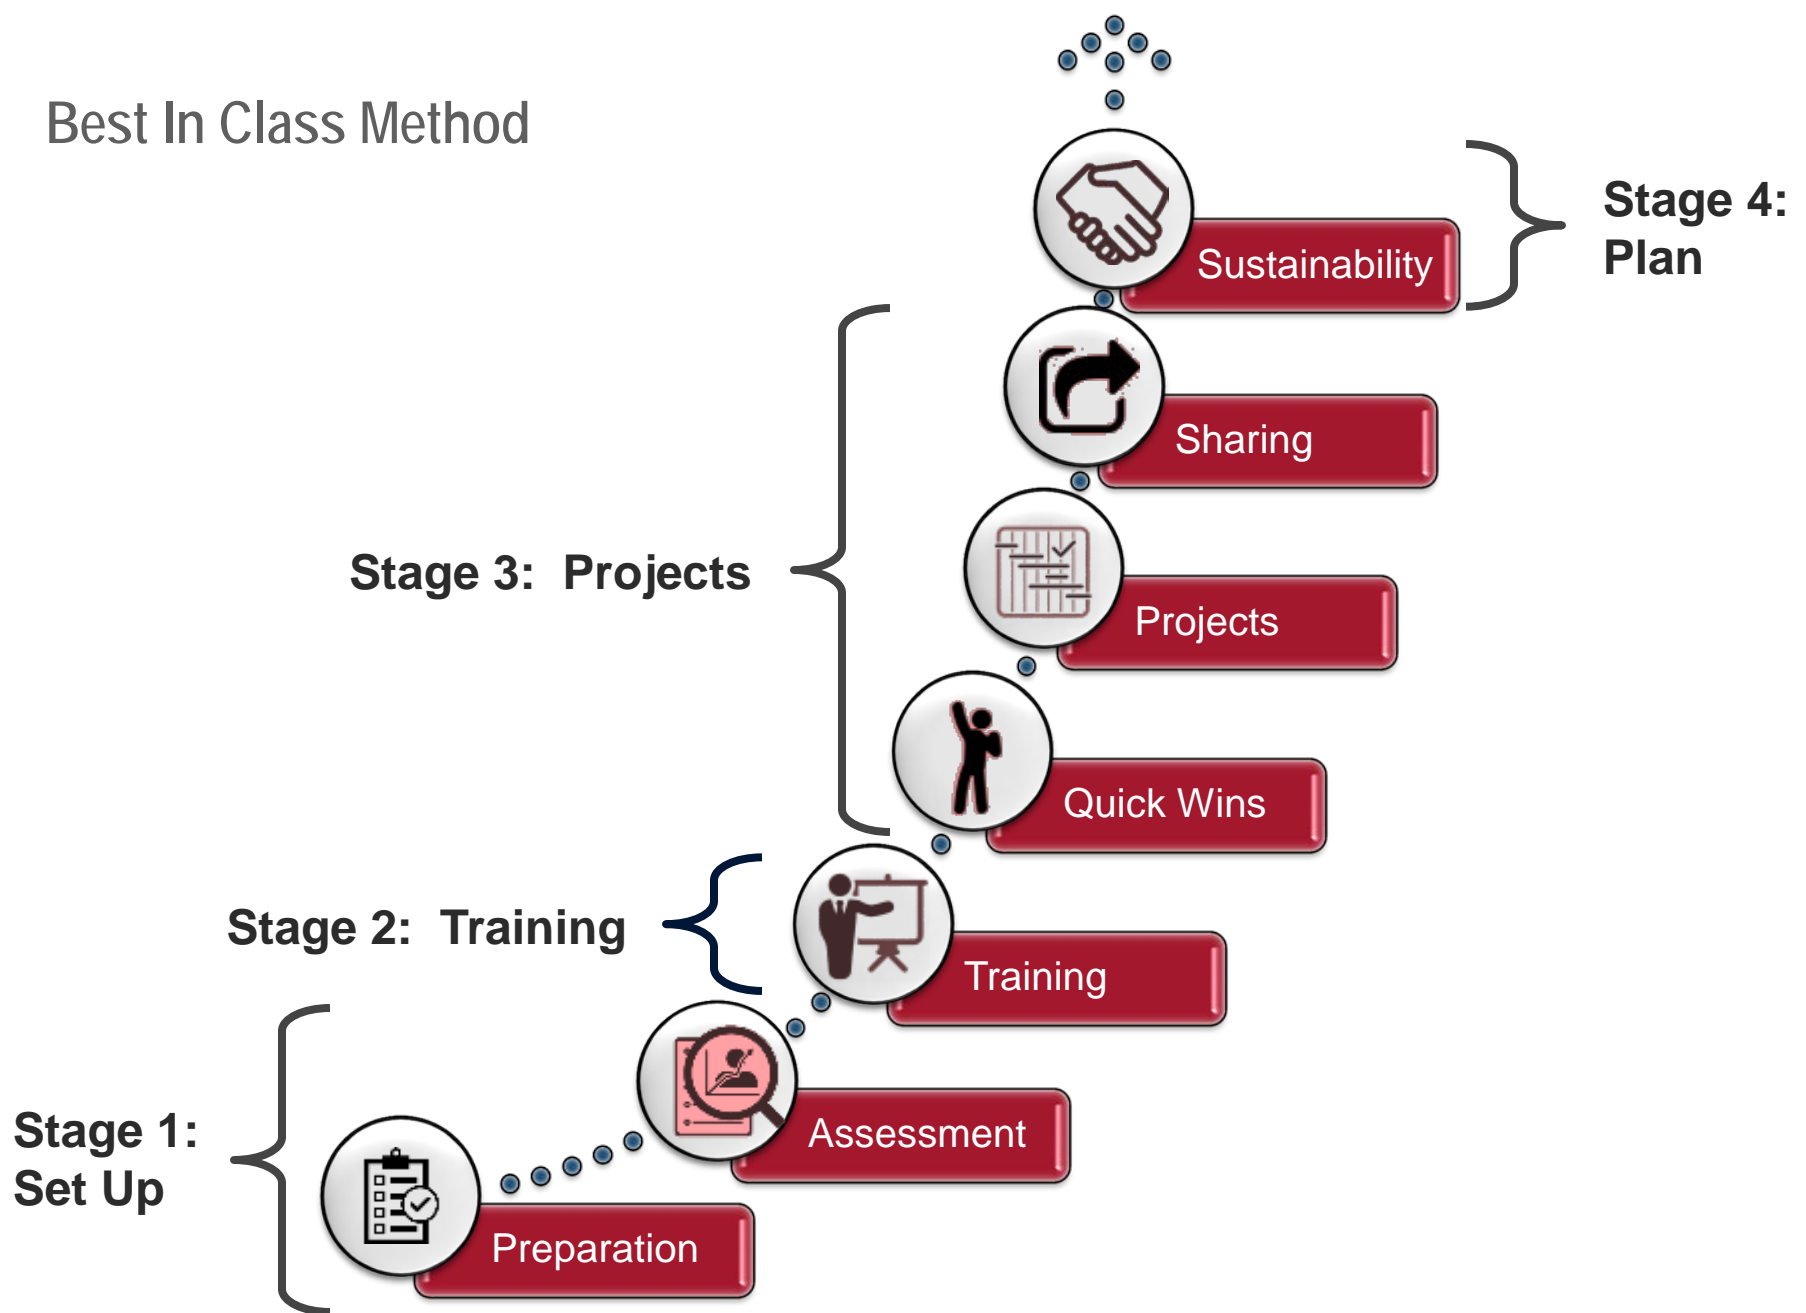 Best In Class Method
Stage 4:
Plan
Sustainability
Sharing
Stage 3:  Projects
Projects
Quick Wins
Stage 2:  Training
Training
Stage 1:
Set Up
Assessment
Preparation